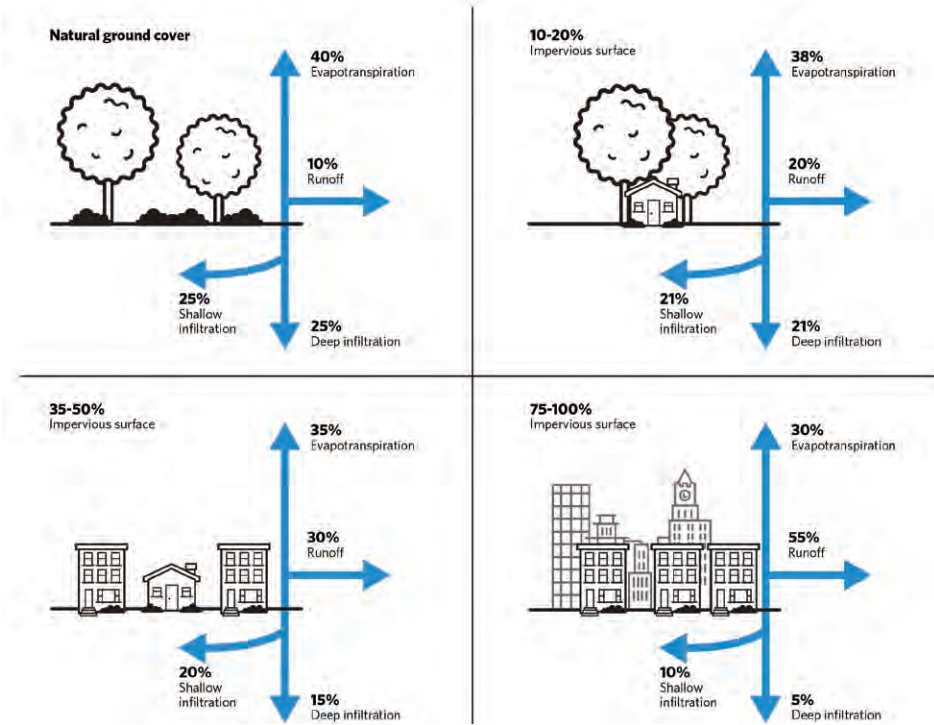 Natural ground cover
40%
Evapotranspiration
10%
Runoff
25%
Shallow
infiltration
25%
Deep infiltration
10-20%
Impervious surface
38%
Evapotranspiration
20%
Runoff
21%
Shallow
infiltration
21%
Deep infiltration
35-50%
Impervious surface
35%
Evapotranspiration
30%
Runoff
20%
Shallow
infiltration
15%
Deep infiltration
75-100%
Impervious surface
30%
Evapotranspiration
55%
Runoff
10%
Shallow
infiltration
5%
Deep infiltration